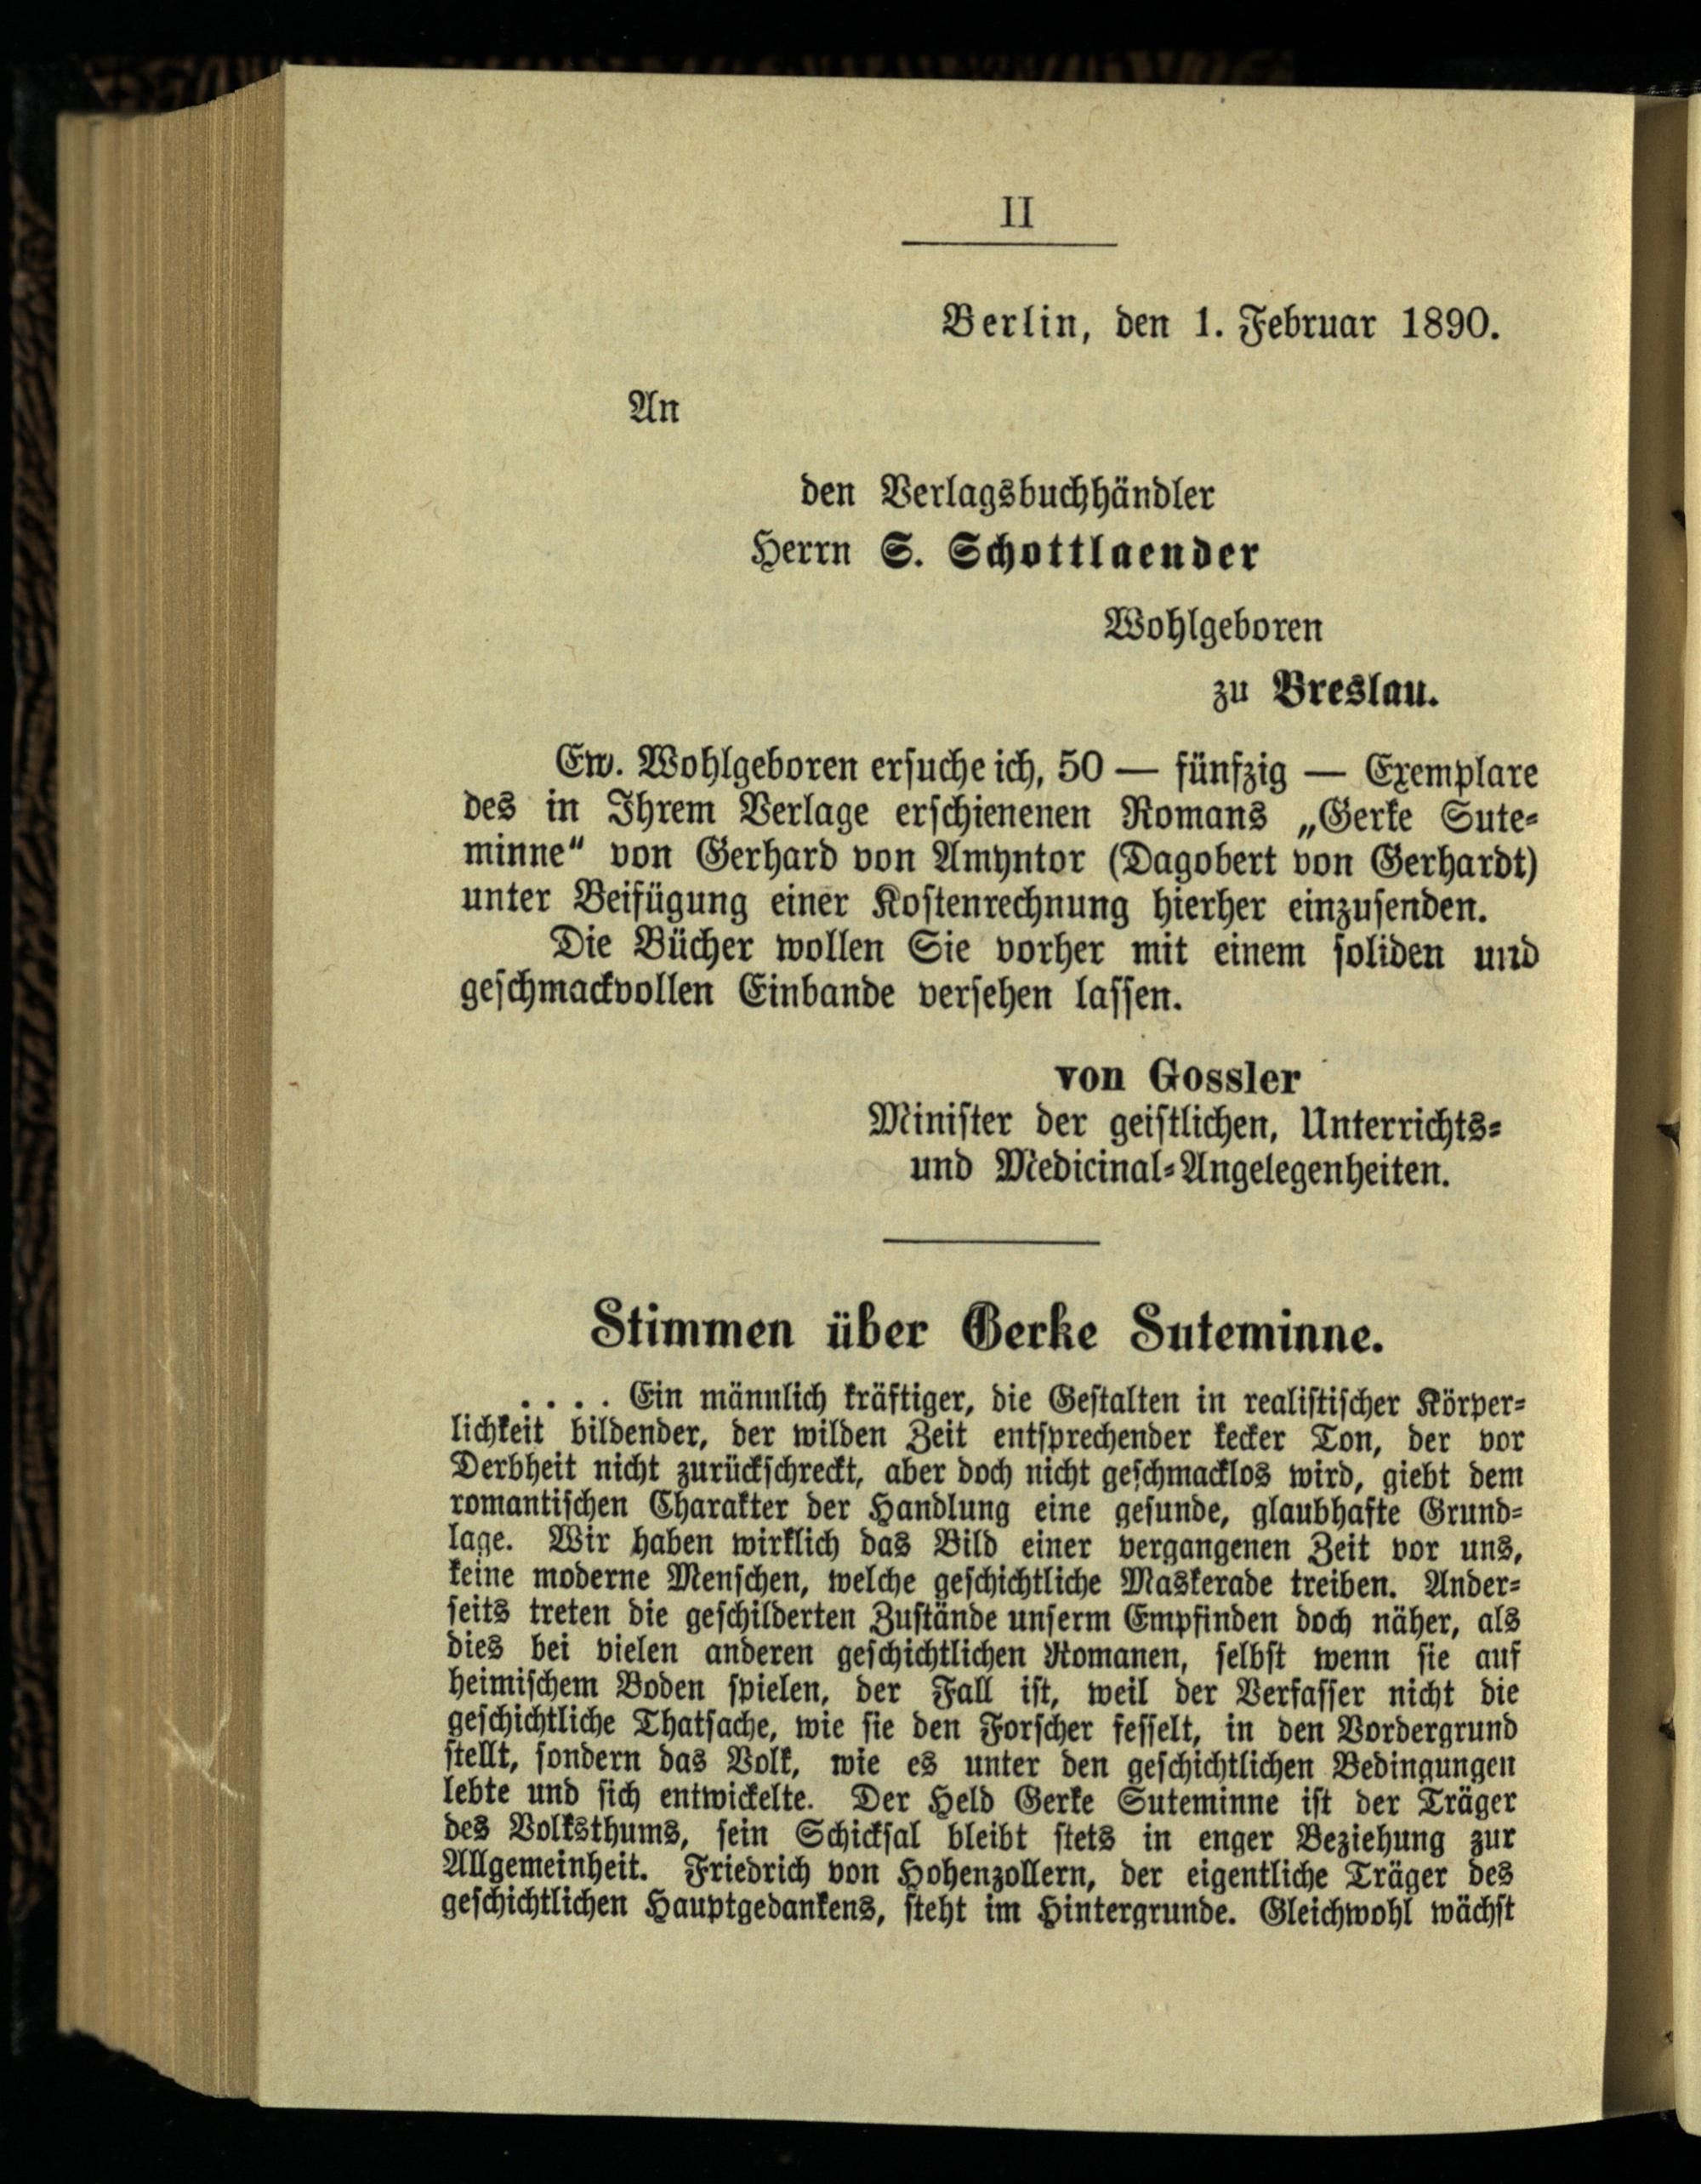 II
Berlin, den 1. Februar 1890.
An
den Verlagsbuchhändler
Herrn S. Schottlaender
Wohlgeboren
zu Breslau.
Ew. Wohlgeboren ersuche ich, 50 — fünfzig — Exemplare
des in Ihrem Verlage erschienenen Romans „Gerke Sute-
minne“ von Gerhard von Amyntor (Dagobert von Gerhardt)
unter Beifügung einer Kostenrechnung hierher einzusenden.
Die Bücher wollen Sie vorher mit einem soliden und
geschmackvollen Einbande versehen lassen.
von Gossler
Minister der geistlichen, Unterrichts-
und Medicinal-Angelegenheiten.
Stimmen über Gerke Suteminne.
. . . . Ein männlich kräftiger, die Gestalten in realistischer Körper-
lichkeit bildender, der wilden Zeit entsprechender kecker Ton, der vor
Derbheit nicht zurückschreckt, aber doch nicht geschmacklos wird, giebt dem
romantischen Charakter der Handlung eine gesunde, glaubhafte Grund-
lage. Wir haben wirklich das Bild einer vergangenen Zeit vor uns,
keine moderne Menschen, welche geschichtliche Maskerade treiben. Ander-
seits treten die geschilderten Zustände unserm Empfinden doch näher, als
dies bei vielen anderen geschichtlichen Romanen, selbst wenn sie auf
heimischem Boden spielen, der Fall ist, weil der Verfasser nicht die
geschichtliche Thatsache, wie sie den Forscher fesselt, in den Vordergrund
stellt, sondern das Volk, wie es unter den geschichtlichen Bedingungen
lebte und sich entwickelte. Der Held Gerke Suteminne ist der Träger
des Volksthums, sein Schicksal bleibt stets in enger Beziehung zur
Allgemeinheit. Friedrich von Hohenzollern, der eigentliche Träger des
geschichtlichen Hauptgedankens, steht im Hintergrunde. Gleichwohl wächst